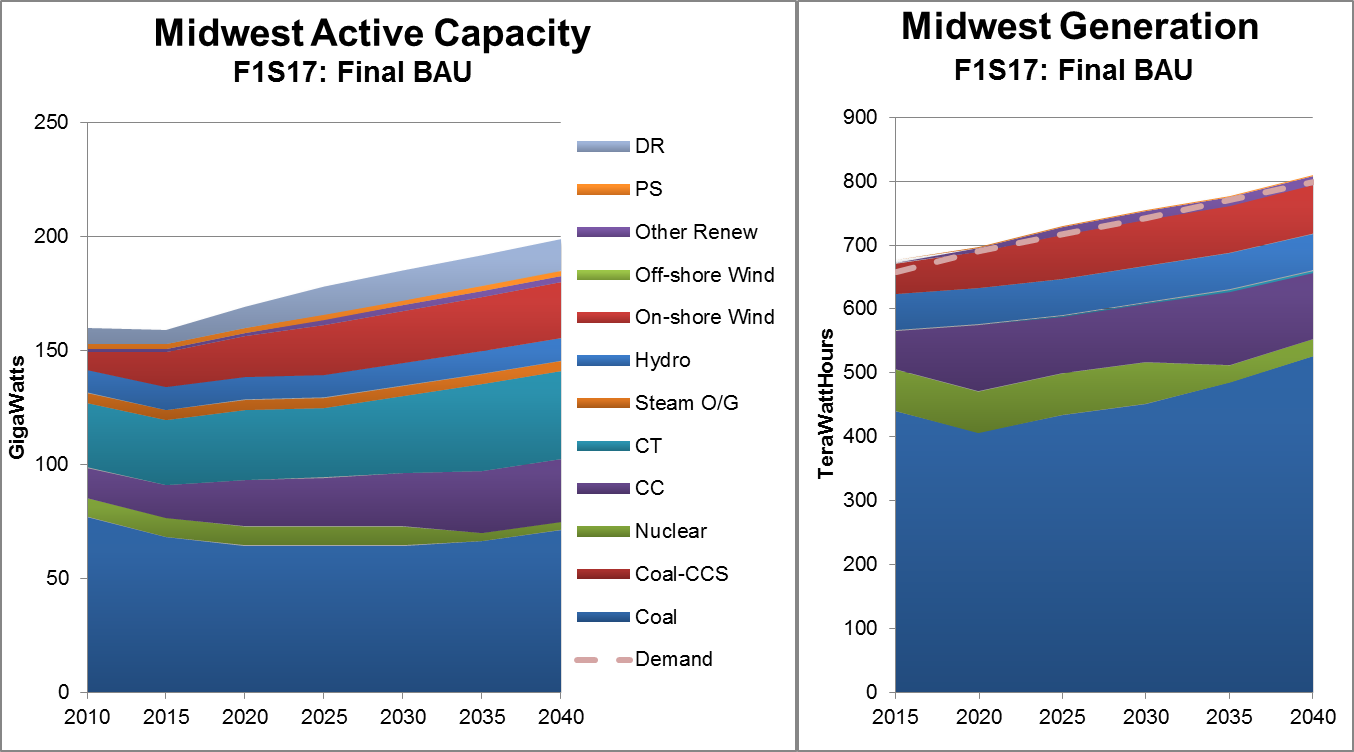 Midwest Active Capacity
F1S17: Final BAU
GigaWatts
250
200
150
100
50
0
2010 2015 2020 2025 2030 2035 2040
DR
PS
Other Renew
Off-shore Wind
On-shore Wind
Hydro
Steam O/G
CT
CC
Nuclear
Coal-CCS
Coal
Demand
Midwest Generation
F1S17: Final BAU
TeraWattHours
900
800
700
600
500
400
300
200
100
0
2015 2020 2025 2030 2035 2040